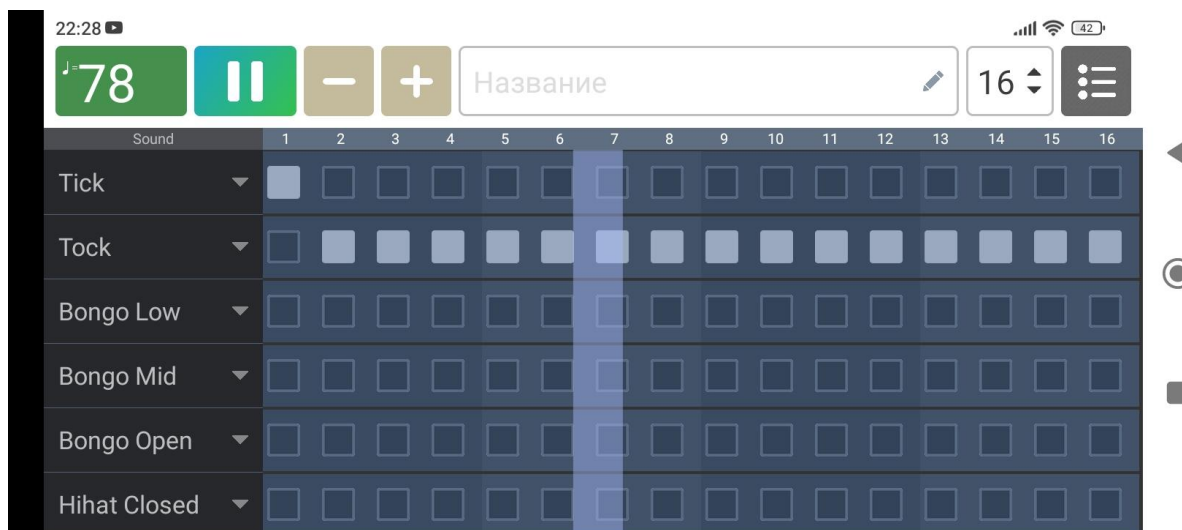 22:28
42
♩=78
Название
16
Sound 1 2 3 4 5 6 7 8 9 10 11 12 13 14 15 16
Tick
Tock
Bongo Low
Bongo Mid
Bongo Open
Hihat Closed